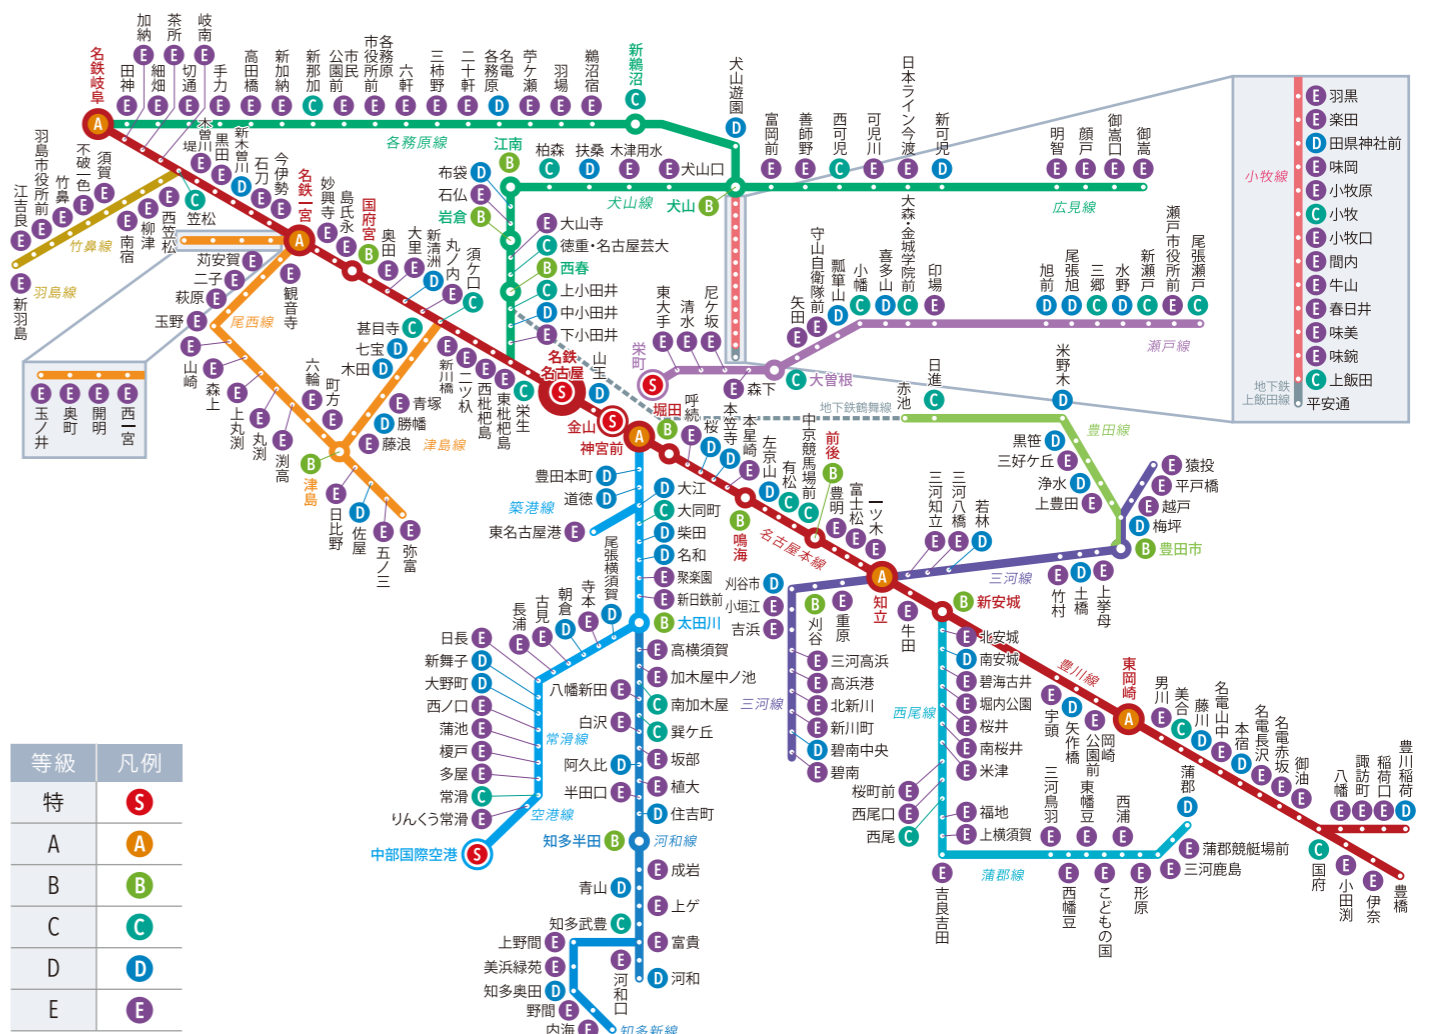 加納
E
茶所
E
岐南
E
名鉄岐阜
A
田神
E
細畑
E
切通
E
手力
E
高田橋
E
新加納
E
新那加
C
市民公園前
E
各務原市役所前
E
六軒
E
三柿野
E
二十軒
E
名電各務原
D
苧ケ瀬
E
羽場
E
鵜沼宿
E
新鵜沼
C
犬山遊園
D
各務原線
富岡前
E
善師野
E
西可児
C
可児川
E
日本ライン今渡
E
新可児
D
明智
E
顔戸
E
御嵩口
E
御嵩
E
広見線
江南
B
布袋
D
石仏
E
岩倉
B
柏森
C
扶桑
D
木津用水
E
犬山口
E
犬山線
犬山
B
大山寺
E
徳重・名古屋芸大
C
西春
B
上小田井
C
中小田井
D
下小田井
E
羽島市役所前
E
江吉良
E
竹鼻
E
不破一色
E
須賀
E
新羽島
E
羽島線
竹鼻線
南宿
E
柳津
E
西笠松
E
笠松
C
木曽川堤
E
黒田
E
新木曽川
D
石刀
E
今伊勢
E
名鉄一宮
A
妙興寺
E
島氏永
E
国府宮
B
奥田
E
大里
E
新清洲
D
丸ノ内
E
須ケ口
C
苅安賀
E
二子
E
萩原
E
玉野
E
観音寺
E
尾西線
山崎
E
森上
E
上丸渕
E
丸渕
E
渕高
E
六輪
E
町方
E
津島
B
甚目寺
C
七宝
D
木田
D
青塚
E
勝幡
D
藤浪
E
津島線
日比野
E
佐屋
D
五ノ三
E
弥富
E
玉ノ井
E
奥町
E
開明
E
西一宮
E
新川橋
E
二ツ杁
E
西枇杷島
E
東枇杷島
E
栄生
C
名鉄名古屋
S
山王
D
金山
S
神宮前
A
堀田
B
呼続
E
桜
D
本笠寺
D
本星崎
E
鳴海
B
左京山
D
有松
C
中京競馬場前
C
前後
B
豊明
E
富士松
E
一ツ木
E
名古屋本線
知立
A
牛田
E
新安城
B
宇頭
E
矢作橋
D
岡崎公園前
E
東岡崎
A
男川
E
美合
C
藤川
D
名電山中
E
本宿
D
名電長沢
E
名電赤坂
E
御油
E
国府
C
小田渕
E
伊奈
E
豊橋
八幡
E
諏訪町
E
稲荷口
E
豊川稲荷
D
豊川線
栄町
S
東大手
E
清水
E
尼ケ坂
E
森下
E
大曽根
C
矢田
E
守山自衛隊前
E
瓢箪山
D
小幡
C
喜多山
D
大森・金城学院前
C
印場
E
旭前
D
尾張旭
D
三郷
C
水野
D
新瀬戸
C
瀬戸市役所前
E
尾張瀬戸
C
瀬戸線
小牧線
E 羽黒
E 楽田
D 田県神社前
E 味岡
E 小牧原
C 小牧
E 小牧口
E 間内
E 牛山
E 春日井
E 味美
E 味鋺
C 上飯田
平安通
地下鉄上飯田線
地下鉄鶴舞線
赤池
日進
C
米野木
D
黒笹
D
三好ケ丘
E
浄水
D
上豊田
E
豊田線
猿投
E
平戸橋
E
越戸
E
梅坪
D
豊田市
B
上挙母
E
土橋
D
竹村
E
若林
D
三河八橋
E
三河知立
E
三河線
重原
E
刈谷
B
刈谷市
D
小垣江
E
吉浜
E
三河高浜
E
高浜港
E
北新川
E
新川町
E
碧南中央
D
碧南
E
三河線
豊田本町
D
道徳
D
大江
D
東名古屋港
E
築港線
大同町
C
柴田
D
名和
D
聚楽園
E
新日鉄前
E
太田川
B
尾張横須賀
D
寺本
E
朝倉
D
古見
E
長浦
E
日長
E
新舞子
D
大野町
D
西ノ口
E
蒲池
E
榎戸
E
多屋
E
常滑
C
りんくう常滑
E
中部国際空港
S
常滑線
空港線
高横須賀
E
加木屋中ノ池
E
八幡新田
E
南加木屋
C
白沢
E
巽ケ丘
C
坂部
E
阿久比
D
植大
E
半田口
E
住吉町
D
知多半田
B
河和線
成岩
E
青山
D
上ゲ
E
知多武豊
C
富貴
E
河和口
E
河和
D
上野間
E
美浜緑苑
E
知多奥田
D
野間
E
内海
E
知多新線
北安城
E
南安城
D
碧海古井
E
堀内公園
E
桜井
E
南桜井
E
米津
E
桜町前
E
西尾口
E
西尾
C
福地
E
上横須賀
E
吉良吉田
E
西尾線
三河鳥羽
E
西幡豆
E
東幡豆
E
こどもの国
E
西浦
E
形原
E
三河鹿島
E
蒲郡競艇場前
E
蒲郡
D
蒲郡線
等級 凡例
特 S
A A
B B
C C
D D
E E